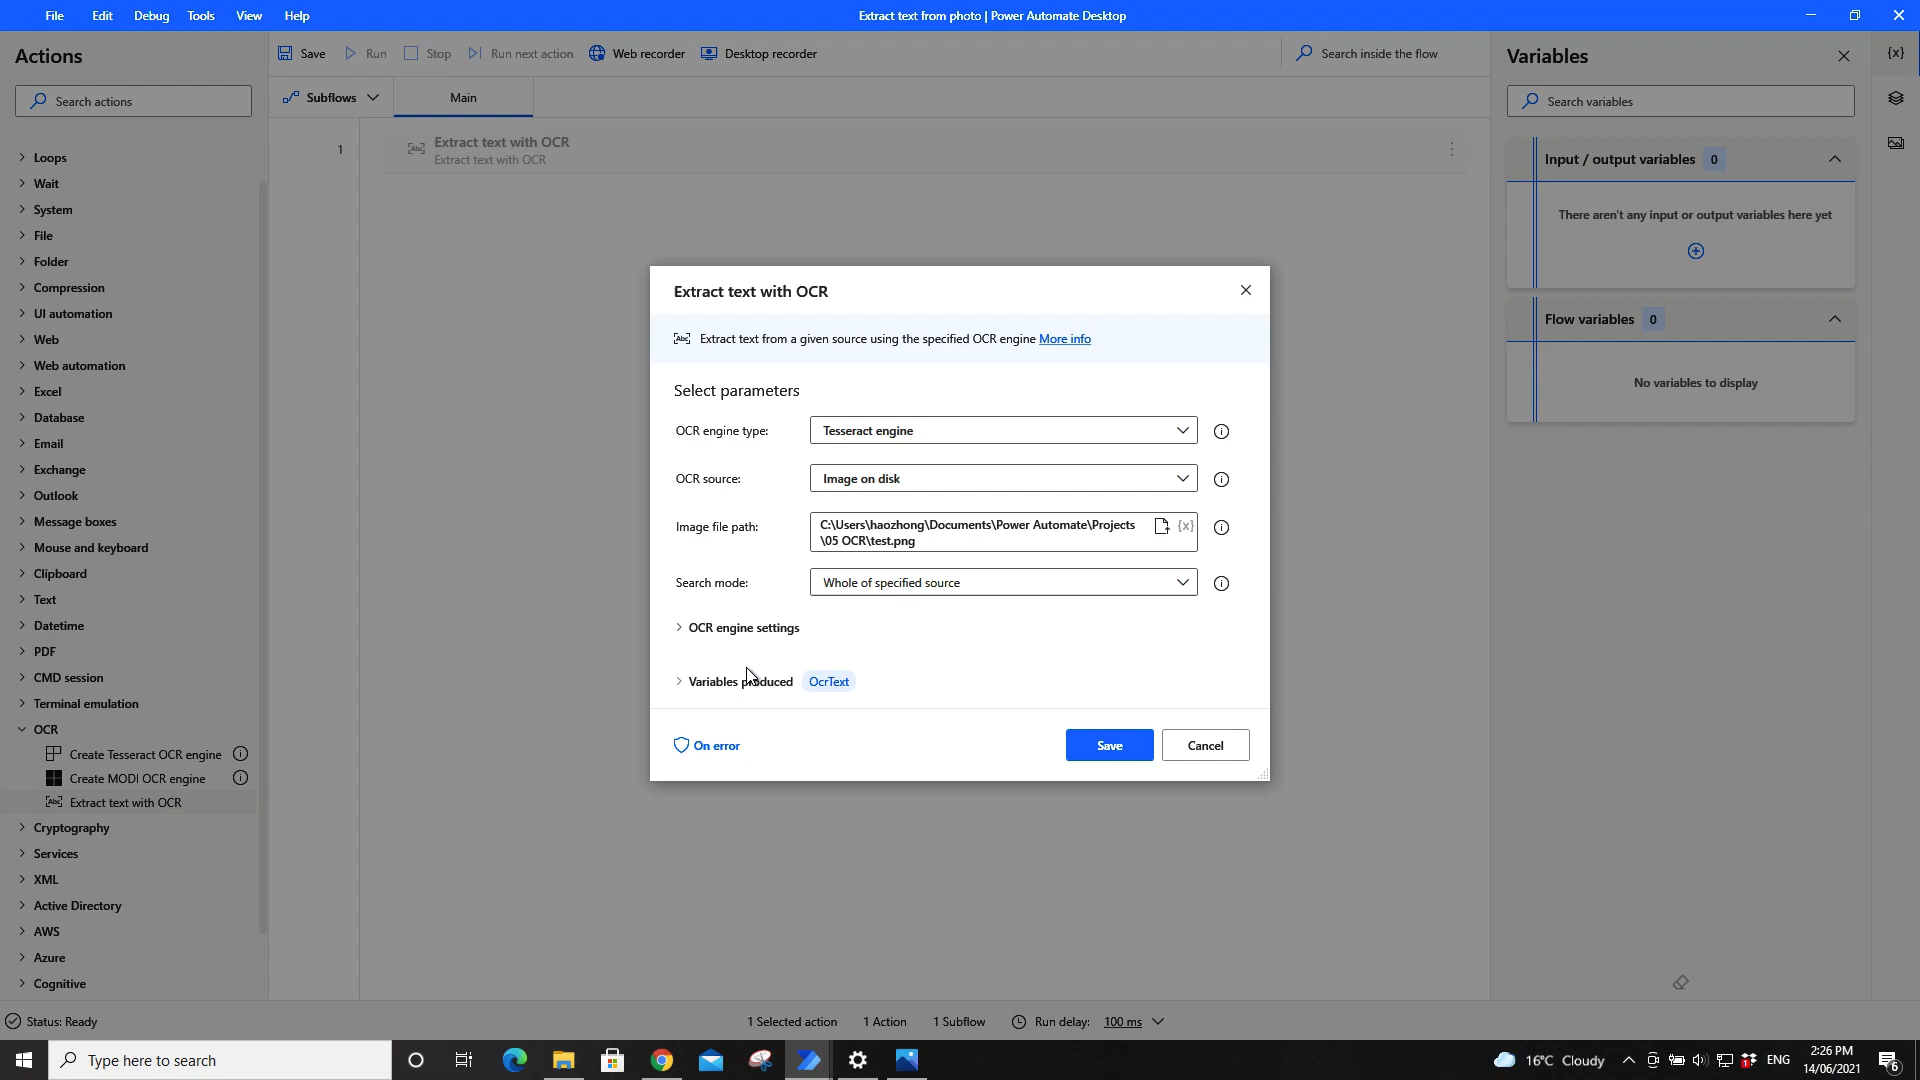 File Edit Debug Tools View Help
Extract text from photo | Power Automate Desktop
Actions
Search actions
Loops
Wait
System
File
Folder
Compression
UI automation
Web
Web automation
Excel
Database
Email
Exchange
Outlook
Message boxes
Mouse and keyboard
Clipboard
Text
Datetime
PDF
CMD session
Terminal emulation
OCR
Create Tesseract OCR engine
Create MODI OCR engine
Extract text with OCR
Cryptography
Services
XML
Active Directory
AWS
Azure
Cognitive
Save Run Stop Run next action Web recorder Desktop recorder
Search inside the flow
Subflows Main
1
Abc
Extract text with OCR
Extract text with OCR
Extract text with OCR
Abc Extract text from a given source using the specified OCR engine More info
Select parameters
OCR engine type: Tesseract engine
OCR source: Image on disk
Image file path: C:\Users\haozhong\Documents\Power Automate\Projects
\05 OCR\test.png
{x}
Search mode: Whole of specified source
OCR engine settings
Variables produced OcrText
On error
Save Cancel
Variables
{x}
Search variables
Input / output variables 0
There aren't any input or output variables here yet
Flow variables 0
No variables to display
Status: Ready
1 Selected action 1 Action 1 Subflow Run delay: 100 ms
Type here to search
16°C Cloudy
ENG
2:26 PM
14/06/2021
6